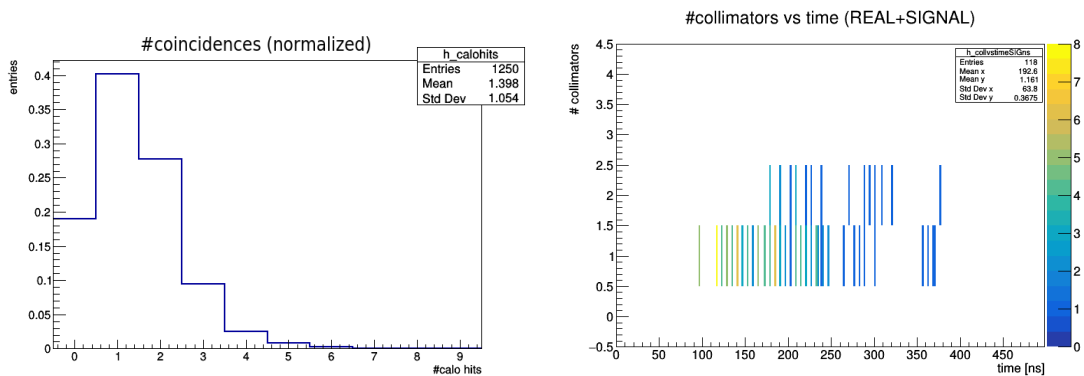 #coincidences (normalized)
entries
h_calohits
Entries 1250
Mean 1.398
Std Dev 1.054
0.4
0.35
0.3
0.25
0.2
0.15
0.1
0.05
0
0 1 2 3 4 5 6 7 8 9
#calo hits
#collimators vs time (REAL+SIGNAL)
# collimators
h_collvstimeSIGns
Entries 118
Mean x 192.6
Mean y 1.161
Std Dev x 63.8
Std Dev y 0.3675
4.5
4
3.5
3
2.5
2
1.5
1
0.5
0
−0.5
0 50 100 150 200 250 300 350 400 450
time [ns]
8
7
6
5
4
3
2
1
0